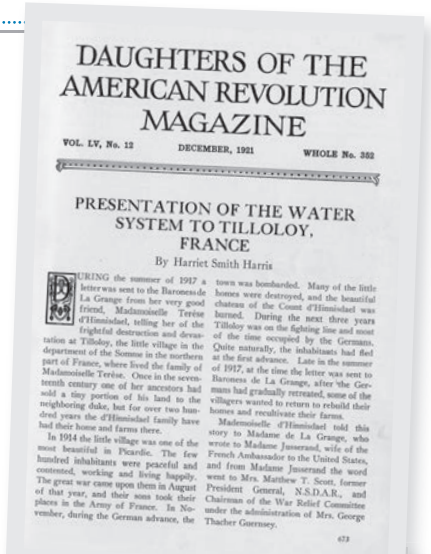 DAUGHTERS OF THE
AMERICAN REVOLUTION
MAGAZINE
VOL. LV, No. 12
DECEMBER, 1921
WHOLE No. 352
PRESENTATION OF THE WATER
SYSTEM TO TILLOLOY,
FRANCE
By Harriet Smith Harris
DURING the summer of 1917 a
letter was sent to the Baroness de
La Grange from her very good
friend, Madamoiselle Terése
d'Hinnisdael, telling her of the
frightful destruction and devas-
tation at Tilloloy, the little village in the
department of the Somme in the northern
part of France, where lived the family of
Madamoiselle Terése. Once in the seven-
teenth century one of her ancestors had
sold a tiny portion of his land to the
neighboring duke, but for over two hun-
dred years the d'Hinnisdael family have
had their home and farms there.
In 1914 the little village was one of the
most beautiful in Picardie. The few
hundred inhabitants were peaceful and
contented, working and living happily.
The great war came upon them in August
of that year, and their sons took their
places in the Army of France. In No-
vember, during the German advance, the
town was bombarded. Many of the little
homes were destroyed, and the beautiful
chateau of the Count d'Hinnisdael was
burned. During the next three years
Tilloloy was on the fighting line and most
of the time occupied by the Germans.
Quite naturally, the inhabitants had fled
at the first advance. Late in the summer
of 1917, at the time the letter was sent to
Baroness de La Grange, after the Ger-
mans had gradually retreated, some of the
villagers wanted to return to rebuild their
homes and recultivate their farms.
Mademoiselle d'Hinnisdael told this
story to Madame de La Grange, who
wrote to Madame Jusserand, wife of the
French Ambassador to the United States,
and from Madame Jusserand the word
went to Mrs. Matthew T. Scott, former
President General, N.S.D.A.R., and
Chairman of the War Relief Committee
under the administration of Mrs. George
Thacher Guernsey.
673